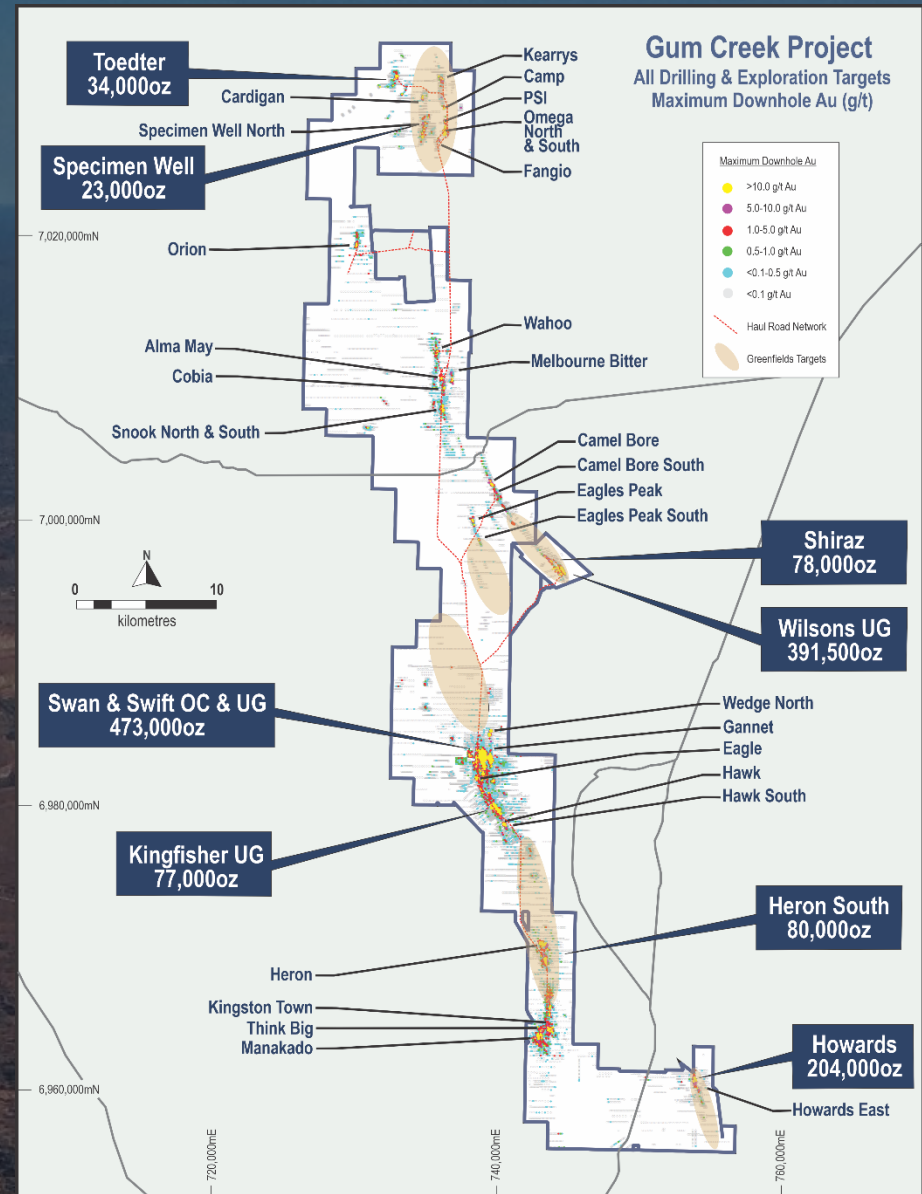 Gum Creek Project
All Drilling & Exploration Targets
Maximum Downhole Au (g/t)
Toedter
34,000oz
Cardigan
Specimen Well North
Specimen Well
23,000oz
Kearrys
Camp
PSI
Omega
North
& South
Fangio
Maximum Downhole Au
>10.0 g/t Au
5.0-10.0 g/t Au
1.0-5.0 g/t Au
0.5-1.0 g/t Au
<0.1-0.5 g/t Au
<0.1 g/t Au
Haul Road Network
Greenfields Targets
7,020,000mN
Orion
Wahoo
Alma May
Melbourne Bitter
Cobia
Snook North & South
Camel Bore
Camel Bore South
Eagles Peak
Eagles Peak South
7,000,000mN
N
0 10
kilometres
Shiraz
78,000oz
Wilsons UG
391,500oz
Swan & Swift OC & UG
473,000oz
Wedge North
Gannet
Eagle
Hawk
Hawk South
6,980,000mN
Kingfisher UG
77,000oz
Heron South
80,000oz
Heron
Kingston Town
Think Big
Manakado
Howards
204,000oz
Howards East
6,960,000mN
720,000mE
740,000mE
760,000mE